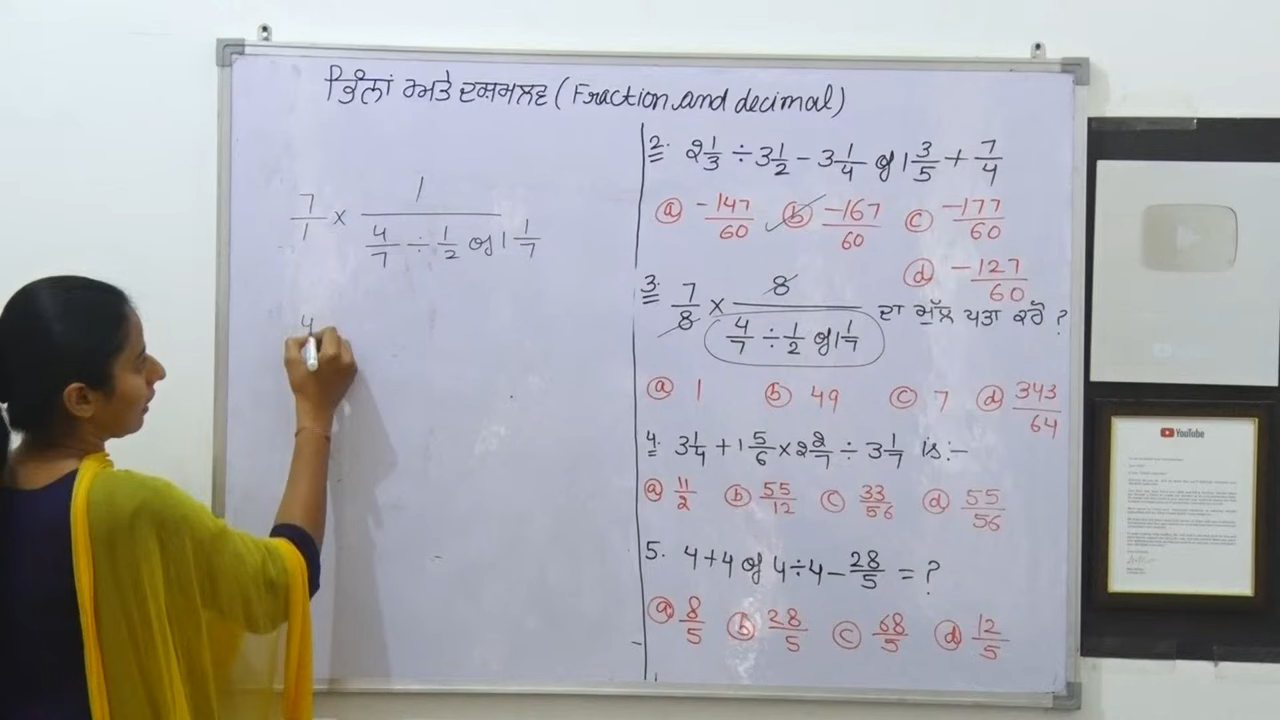 ਭਿੰਨਾਂ ਅਤੇ ਦਸ਼ਮਲਵ (Fraction and decimal)
7/1 × 1/(4/7 ÷ 1/2 of 1 1/7)
4
2. 2 1/3 ÷ 3 1/2 - 3 1/4 of 1 3/5 + 7/4
ⓐ -147/60 ✓ⓑ -167/60 ⓒ -177/60
ⓓ -127/60
3. 7/8 × 8/(4/7 ÷ 1/2 of 1 1/7) ਦਾ ਮੁੱਲ ਪਤਾ ਕਰੋ ?
ⓐ 1 ⓑ 49 ⓒ 7 ⓓ 343/64
4. 3 1/4 + 1 5/6 × 2 2/7 ÷ 3 1/7 is:-
ⓐ 11/2 ⓑ 55/12 ⓒ 33/56 ⓓ 55/56
5. 4+4 of 4÷4 - 28/5 = ?
ⓐ 8/5 ⓑ 28/5 ⓒ 68/5 ⓓ 12/5
YouTube